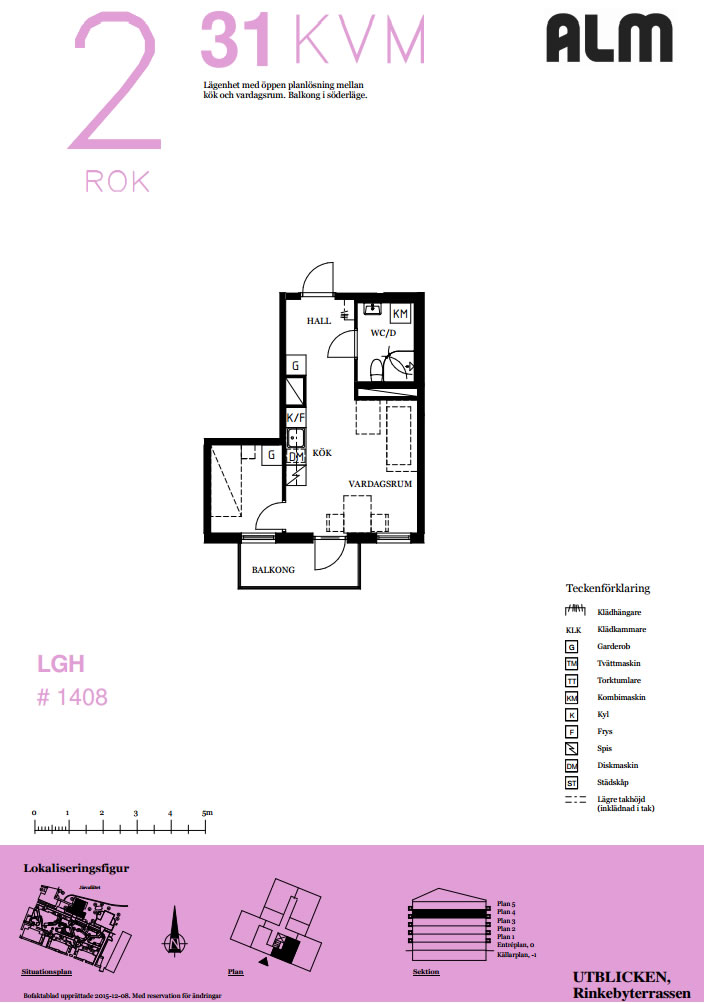 2
ROK
31 KVM
Lägenhet med öppen planlösning mellan
kök och vardagsrum. Balkong i söderläge.
ALM
HALL
KM
WC/D
G
K/F
KÖK
DM
G
VARDAGSRUM
BALKONG
LGH
# 1408
Teckenförklaring
Klädhängare
KLK Klädkammare
G Garderob
TM Tvättmaskin
TT Torktumlare
KM Kombimaskin
K Kyl
F Frys
Spis
DM Diskmaskin
ST Städskåp
Lägre takhöjd
(inklädnad i tak)
0 1 2 3 4 5m
Lokaliseringsfigur
Järvafältet
Situationsplan
N
Plan
Sektion
Plan 5
Plan 4
Plan 3
Plan 2
Plan 1
Entréplan, 0
Källarplan, -1
UTBLICKEN,
Rinkebyterrassen
Bofaktablad upprättade 2015-12-08. Med reservation för ändringar